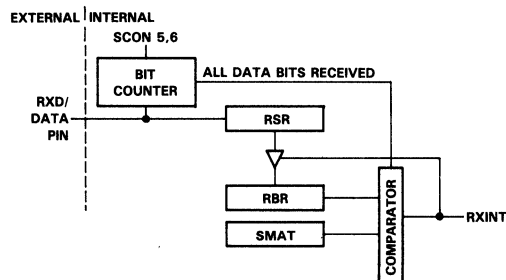 EXTERNAL INTERNAL
SCON 5,6
BIT
COUNTER
ALL DATA BITS RECEIVED
RXD/
DATA
PIN
RSR
RBR
SMAT
COMPARATOR
RXINT